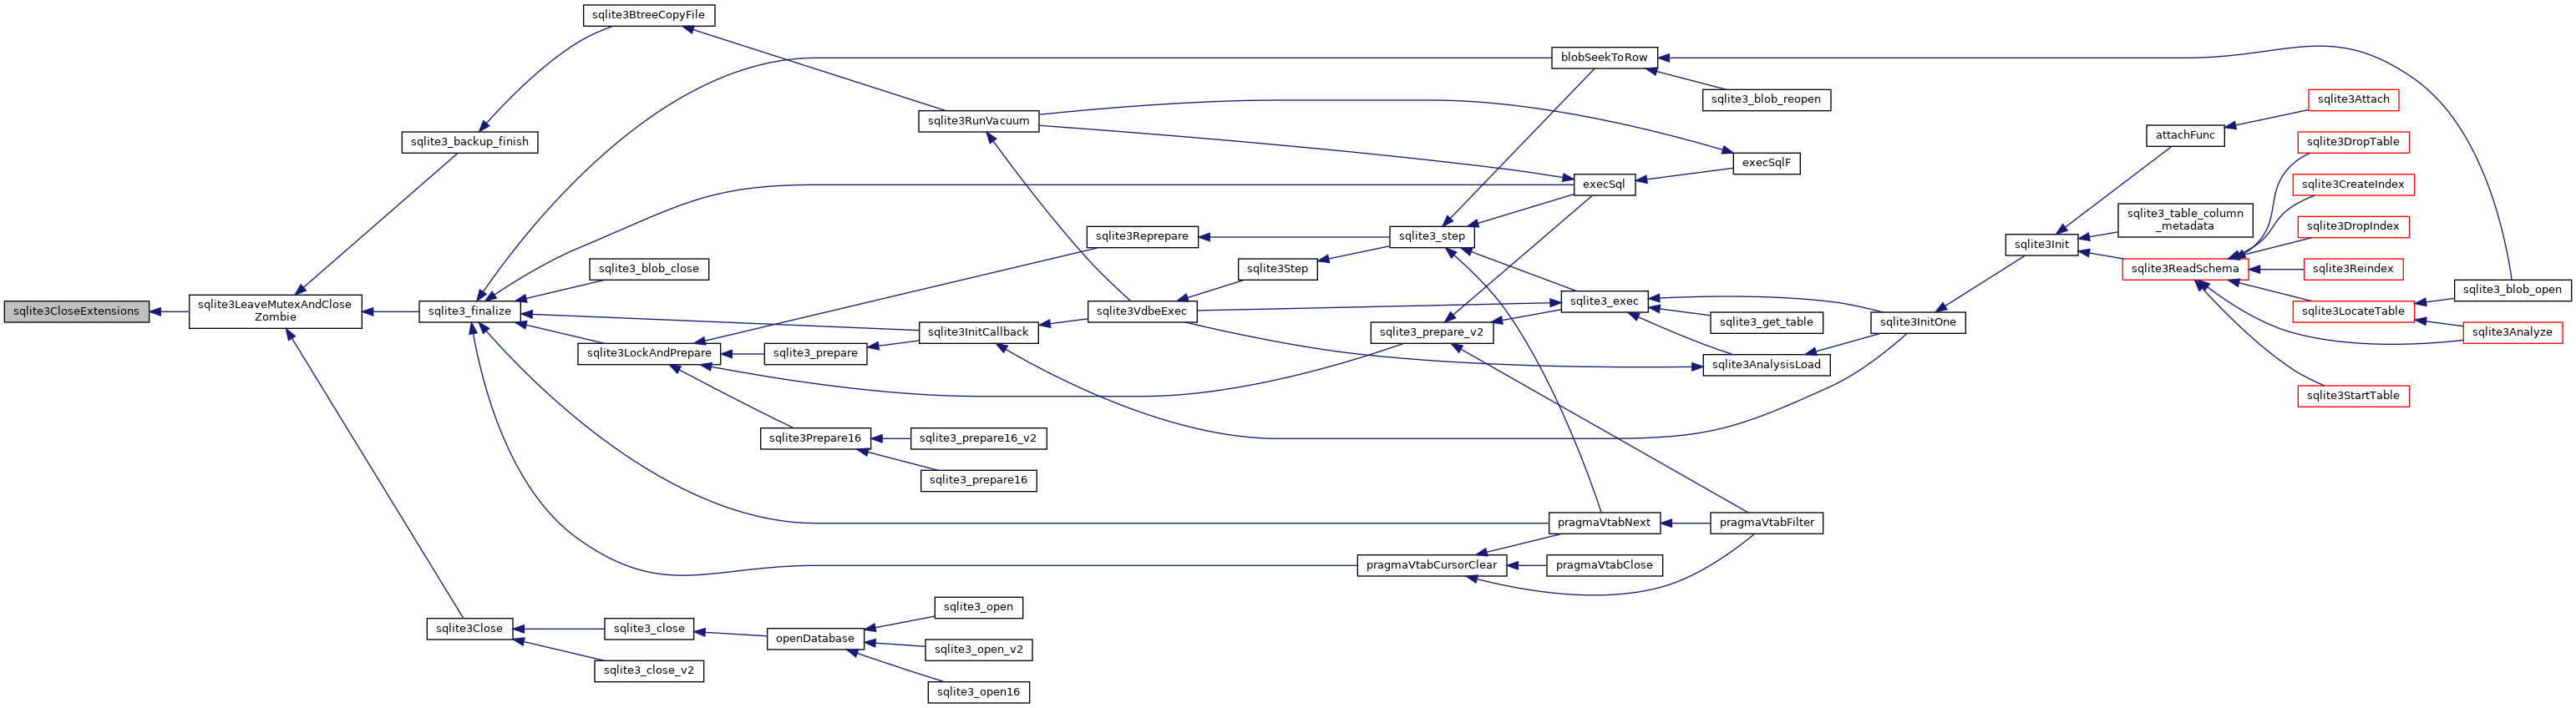 sqlite3BtreeCopyFile
blobSeekToRow
sqlite3_blob_reopen
sqlite3Attach
sqlite3RunVacuum
attachFunc
sqlite3_backup_finish
sqlite3DropTable
execSqlF
execSql
sqlite3CreateIndex
sqlite3_table_column
_metadata
sqlite3DropIndex
sqlite3Reprepare
sqlite3_step
sqlite3Init
sqlite3_blob_close
sqlite3Step
sqlite3ReadSchema
sqlite3Reindex
sqlite3_blob_open
sqlite3CloseExtensions
sqlite3LeaveMutexAndClose
Zombie
sqlite3_finalize
sqlite3VdbeExec
sqlite3_exec
sqlite3_get_table
sqlite3InitOne
sqlite3LocateTable
sqlite3InitCallback
sqlite3_prepare_v2
sqlite3Analyze
sqlite3LockAndPrepare
sqlite3_prepare
sqlite3AnalysisLoad
sqlite3StartTable
sqlite3Prepare16
sqlite3_prepare16_v2
sqlite3_prepare16
pragmaVtabNext
pragmaVtabFilter
pragmaVtabCursorClear
pragmaVtabClose
sqlite3_open
sqlite3Close
sqlite3_close
openDatabase
sqlite3_open_v2
sqlite3_close_v2
sqlite3_open16